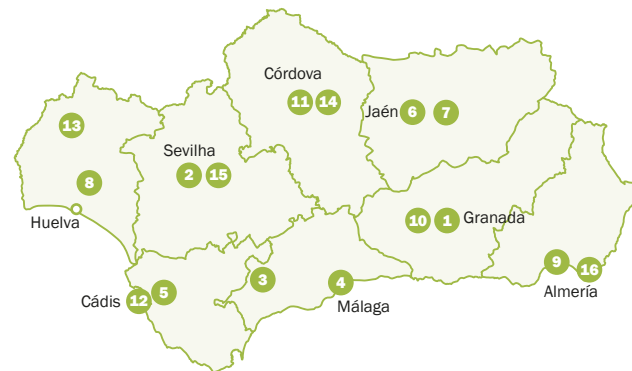 Córdova
11 14
Jaén 6 7
13
Sevilha
2 15
8
Huelva
10 1 Granada
9 16
Almería
3 4
Málaga
Cádis 12 5